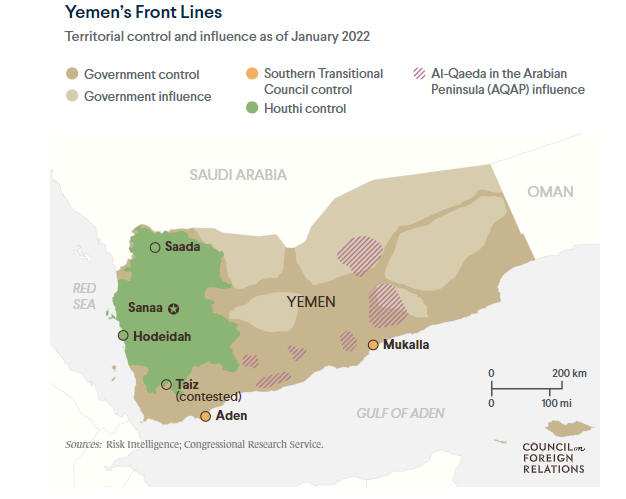 Yemen's Front Lines
Territorial control and influence as of January 2022
Government control
Government influence
Southern Transitional
Council control
Houthi control
Al-Qaeda in the Arabian
Peninsula (AQAP) influence
SAUDI ARABIA
OMAN
RED
SEA
Saada
Sanaa
YEMEN
Hodeidah
Mukalla
Taiz
(contested)
Aden
GULF OF ADEN
0 200 km
0 100 mi
Sources: Risk Intelligence; Congressional Research Service.
COUNCIL on
FOREIGN
RELATIONS